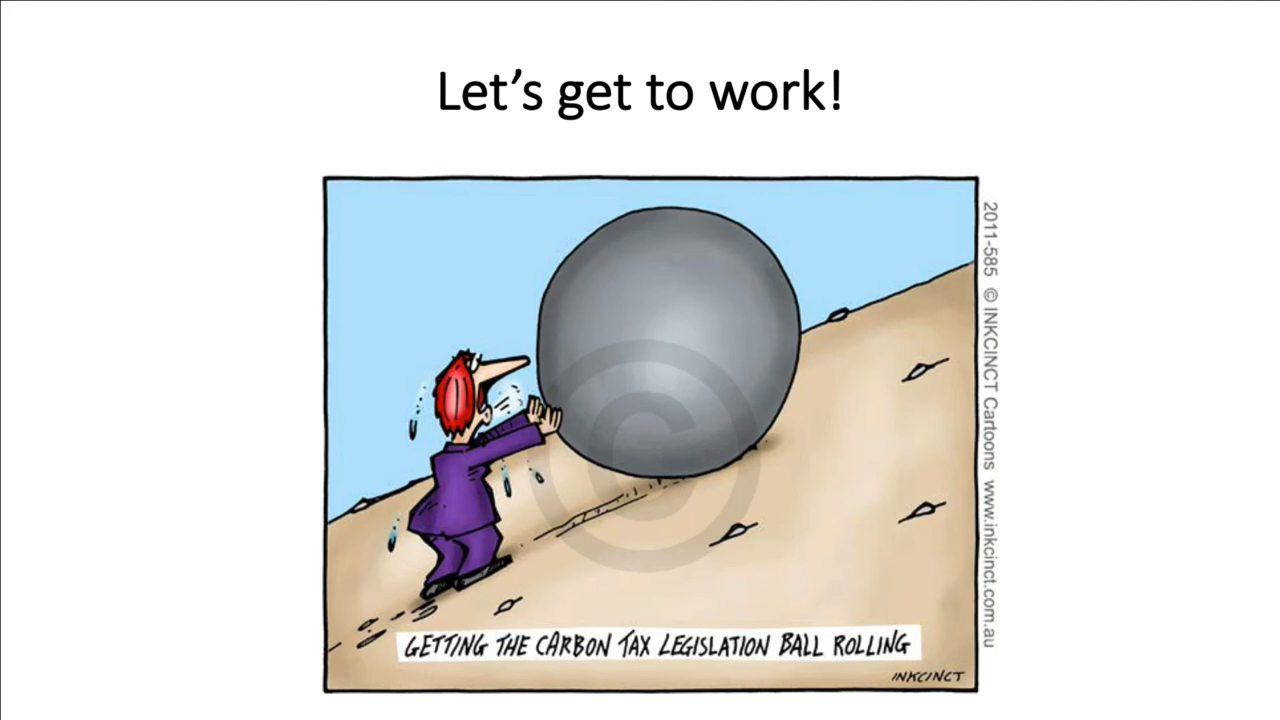 Let's get to work!
2011-585 © INKCINCT Cartoons www.inkcinct.com.au
©
GETTING THE CARBON TAX LEGISLATION BALL ROLLING
INKCINCT